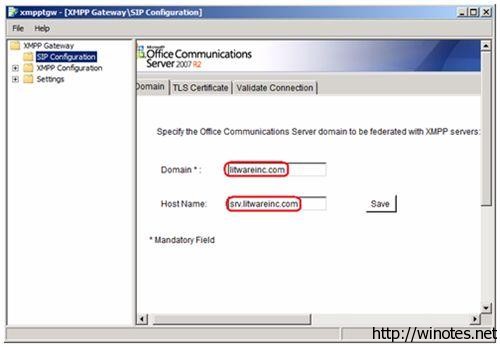 xmpptgw - [XMPP Gateway\SIP Configuration]
File Help
XMPP Gateway
SIP Configuration
XMPP Configuration
Settings
Microsoft
Office Communications
Server 2007 R2
Domain TLS Certificate Validate Connection
Specify the Office Communications Server domain to be federated with XMPP servers:
Domain * : litwareinc.com
Host Name: srv.litwareinc.com Save
* Mandatory Field
http://winotes.net